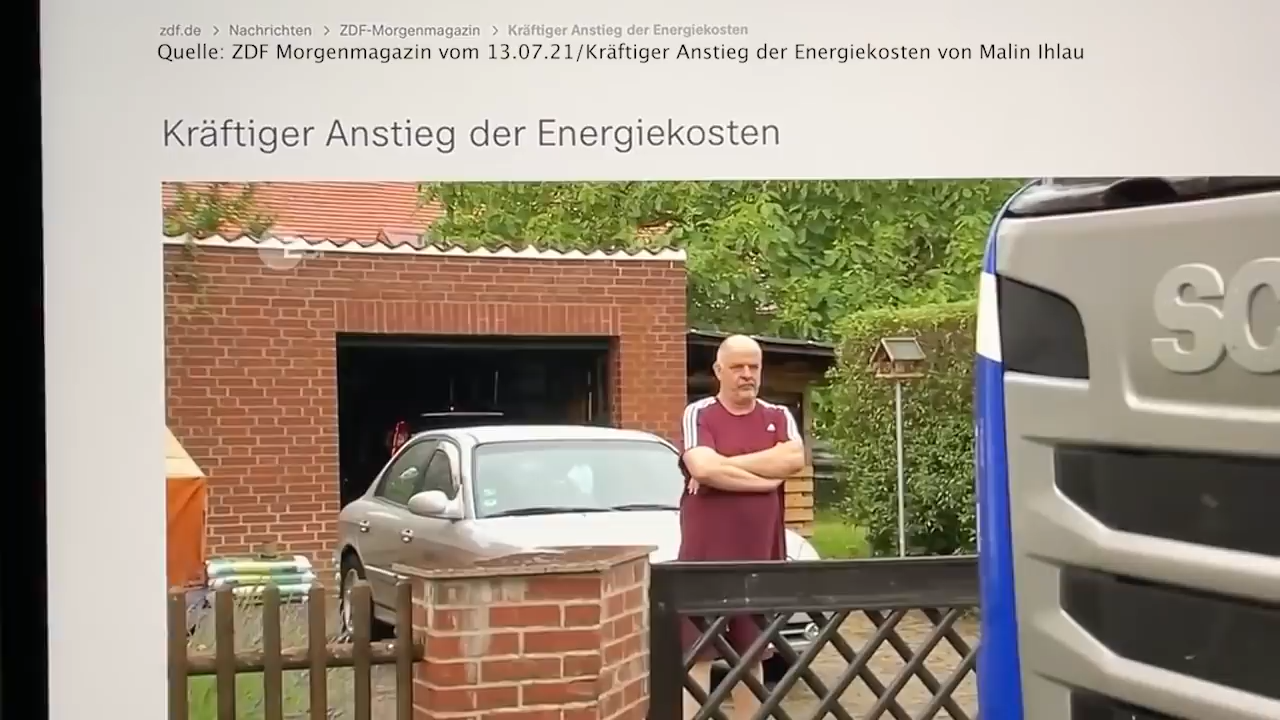 zdf.de > Nachrichten > ZDF-Morgenmagazin > Kräftiger Anstieg der Energiekosten
Quelle: ZDF Morgenmagazin vom 13.07.21/Kräftiger Anstieg der Energiekosten von Malin Ihlau
Kräftiger Anstieg der Energiekosten
SC